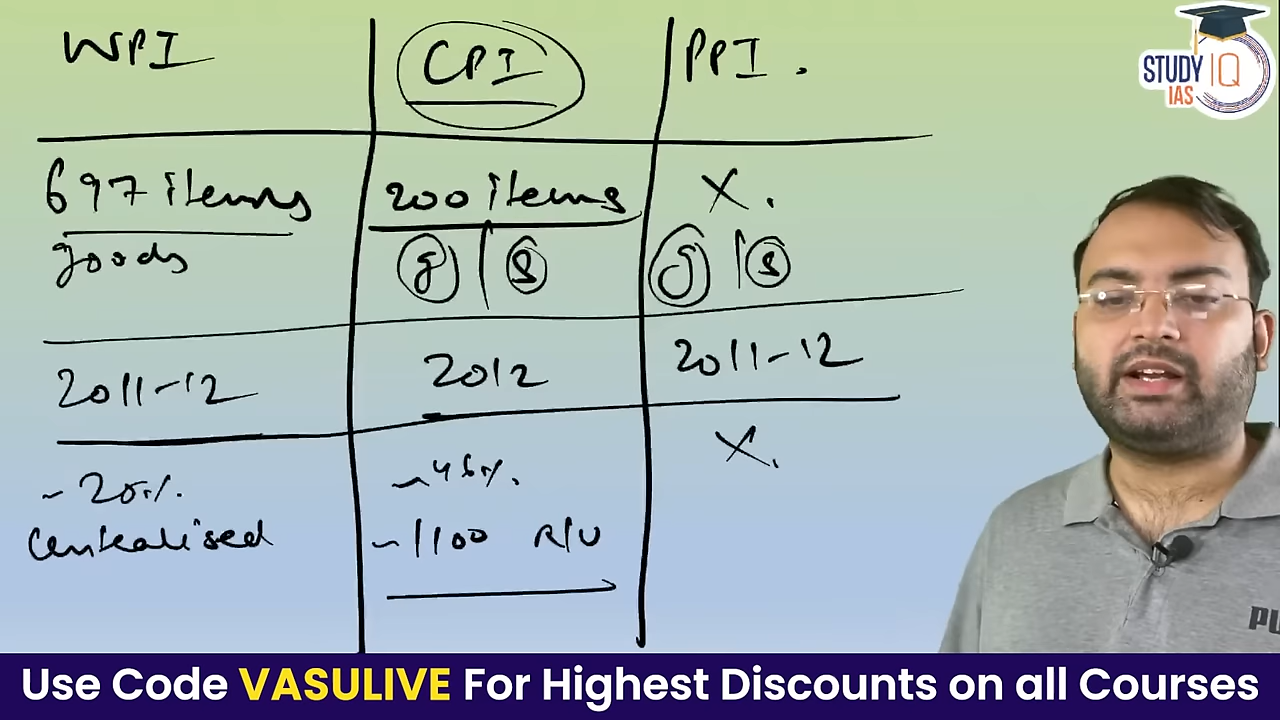 WPI CPI PPI.
697 items 200 items X.
goods g | s g | s
2011-12 2012 2011-12
~ 20%. ~ 46%. X.
Centralised ~1100 R/U
STUDY IQ
IAS
PU
Use Code VASULIVE For Highest Discounts on all Courses